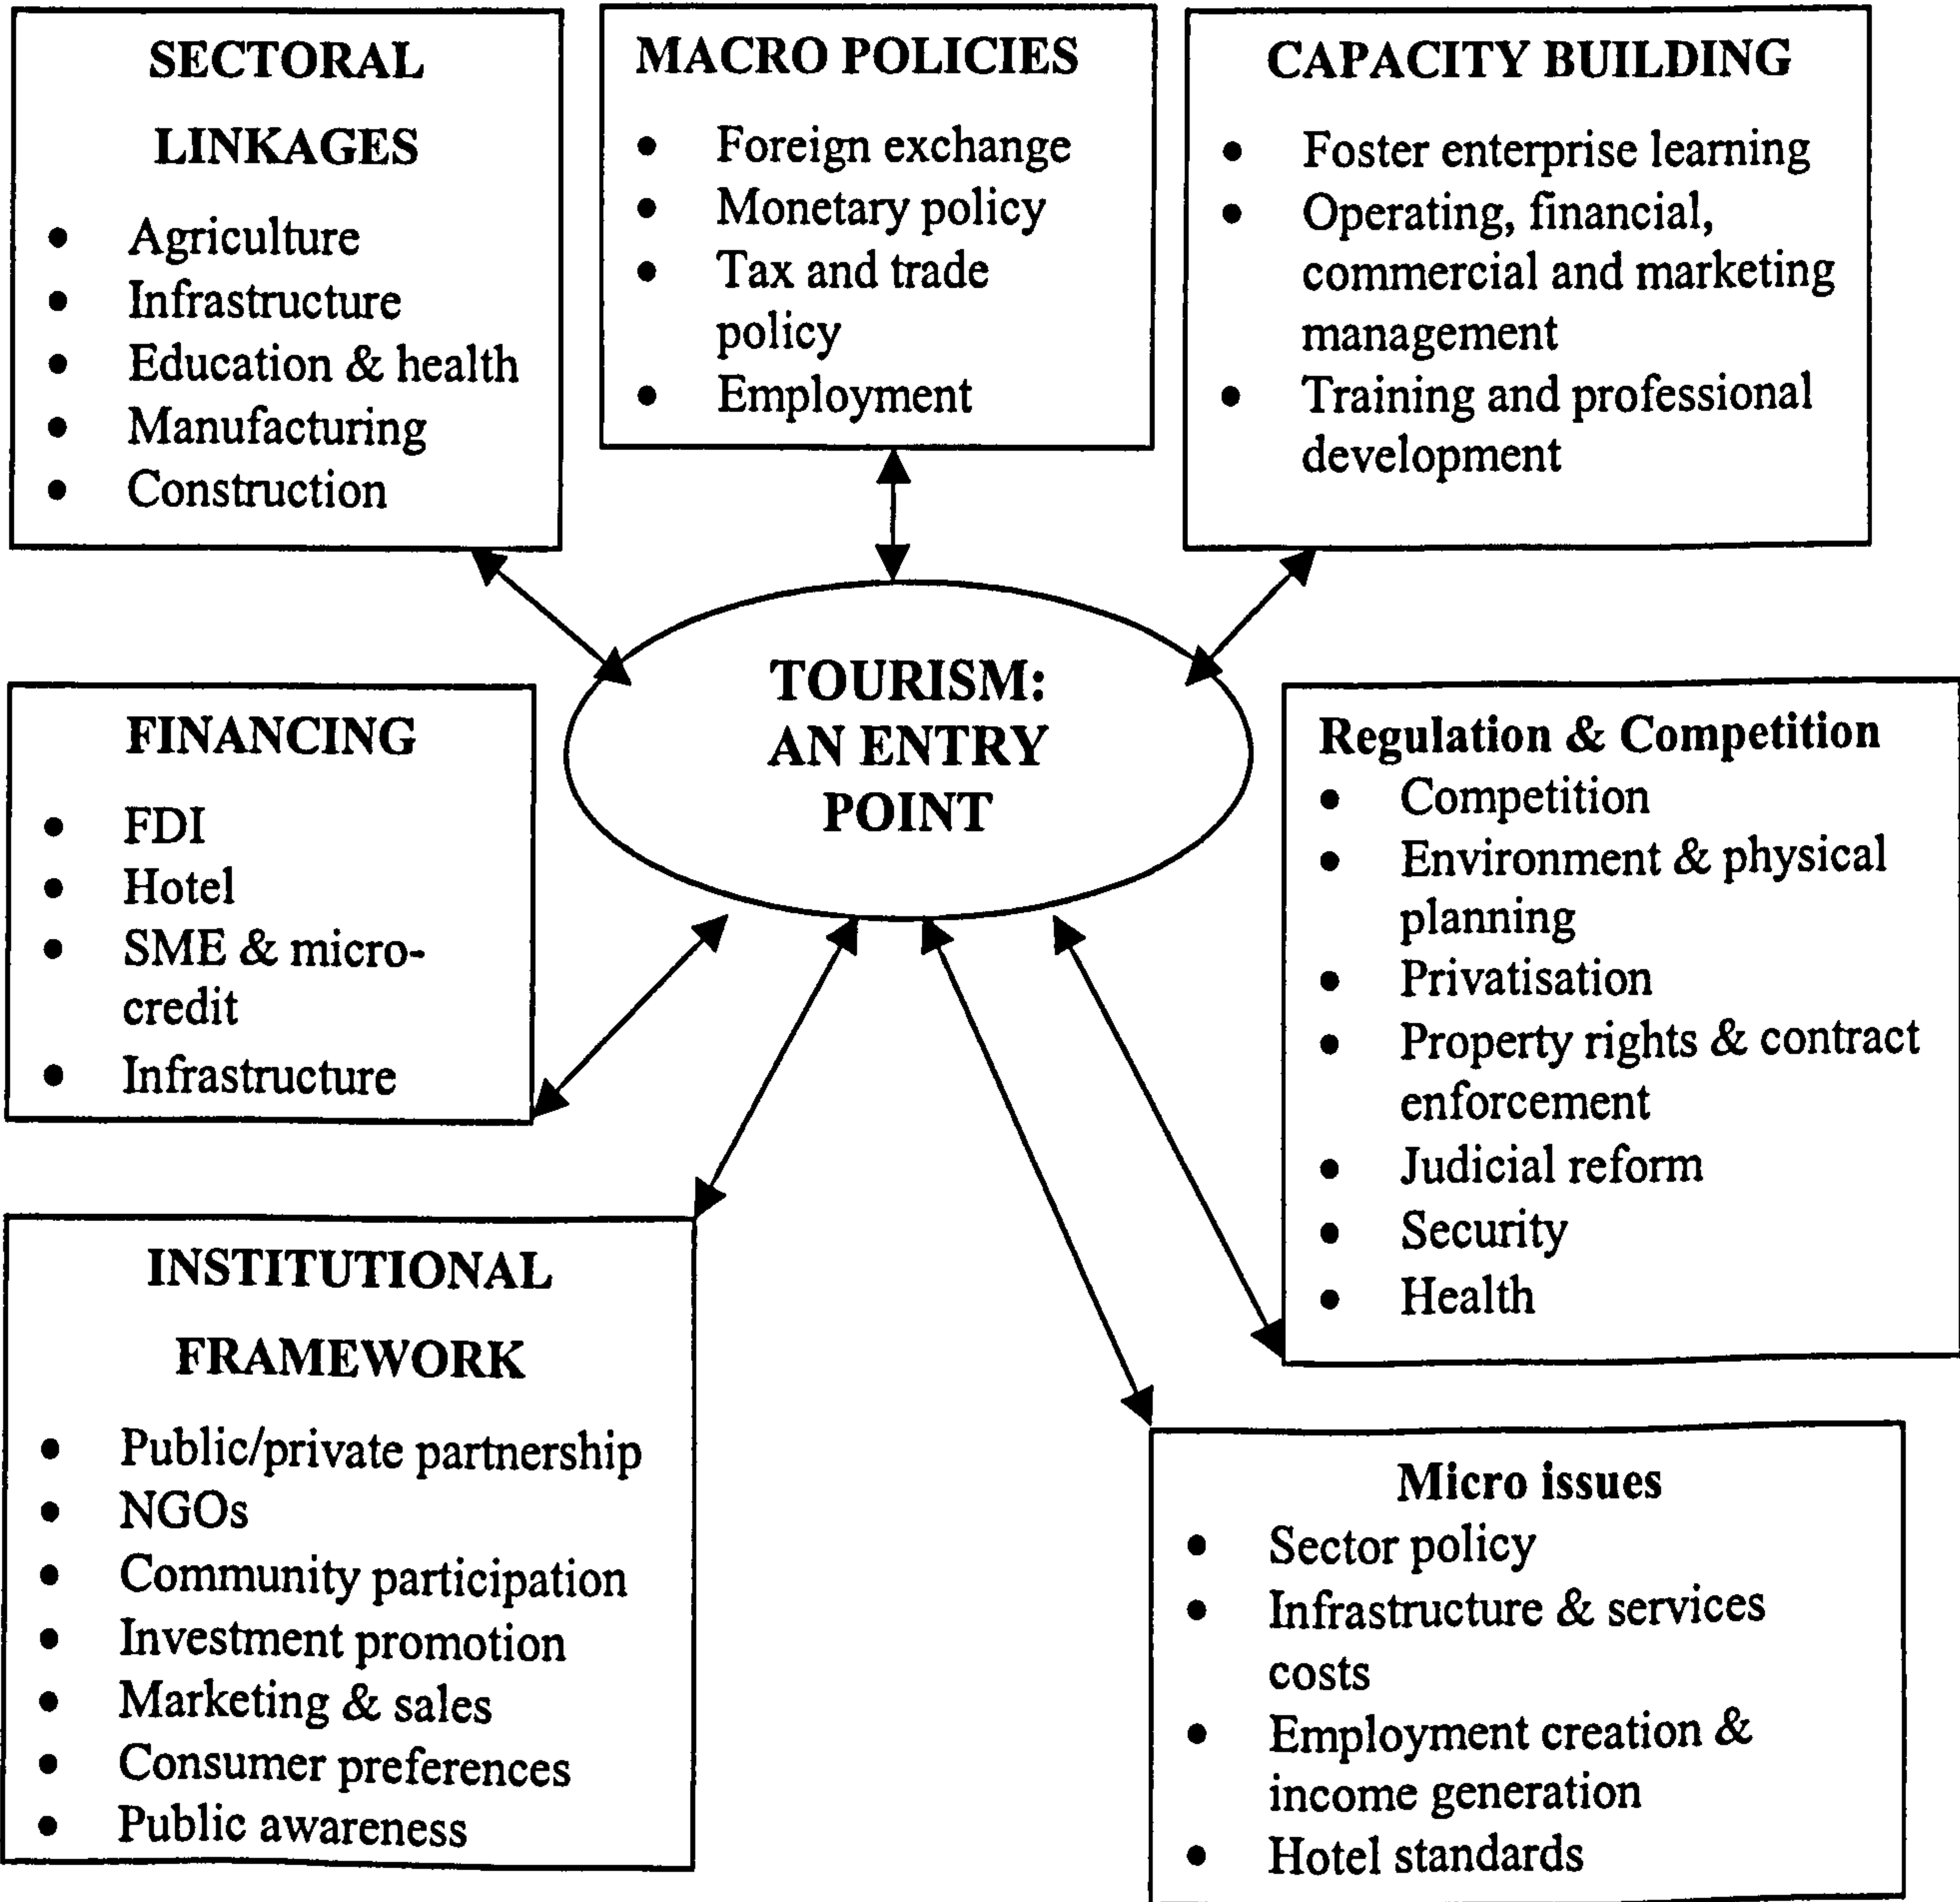 SECTORAL
LINKAGES
• Agriculture
• Infrastructure
• Education & health
• Manufacturing
• Construction
MACRO POLICIES
• Foreign exchange
• Monetary policy
• Tax and trade
policy
• Employment
CAPACITY BUILDING
• Foster enterprise learning
• Operating, financial,
commercial and marketing
management
• Training and professional
development
TOURISM:
AN ENTRY
POINT
FINANCING
• FDI
• Hotel
• SME & micro-
credit
• Infrastructure
Regulation & Competition
• Competition
• Environment & physical
planning
• Privatisation
• Property rights & contract
enforcement
• Judicial reform
• Security
• Health
INSTITUTIONAL
FRAMEWORK
• Public/private partnership
• NGOs
• Community participation
• Investment promotion
• Marketing & sales
• Consumer preferences
• Public awareness
Micro issues
• Sector policy
• Infrastructure & services
costs
• Employment creation &
income generation
• Hotel standards